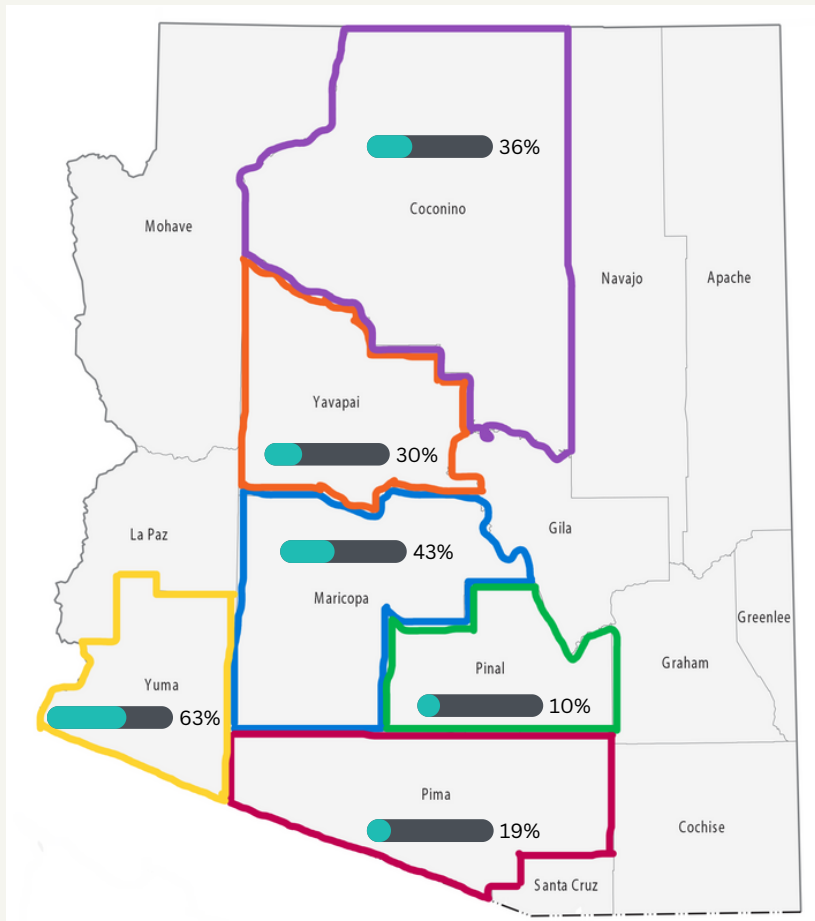 36%
Coconino
Mohave
Navajo
Apache
Yavapai
30%
La Paz
Gila
43%
Maricopa
Greenlee
Graham
Pinal
Yuma
10%
63%
Pima
19%
Cochise
Santa Cruz